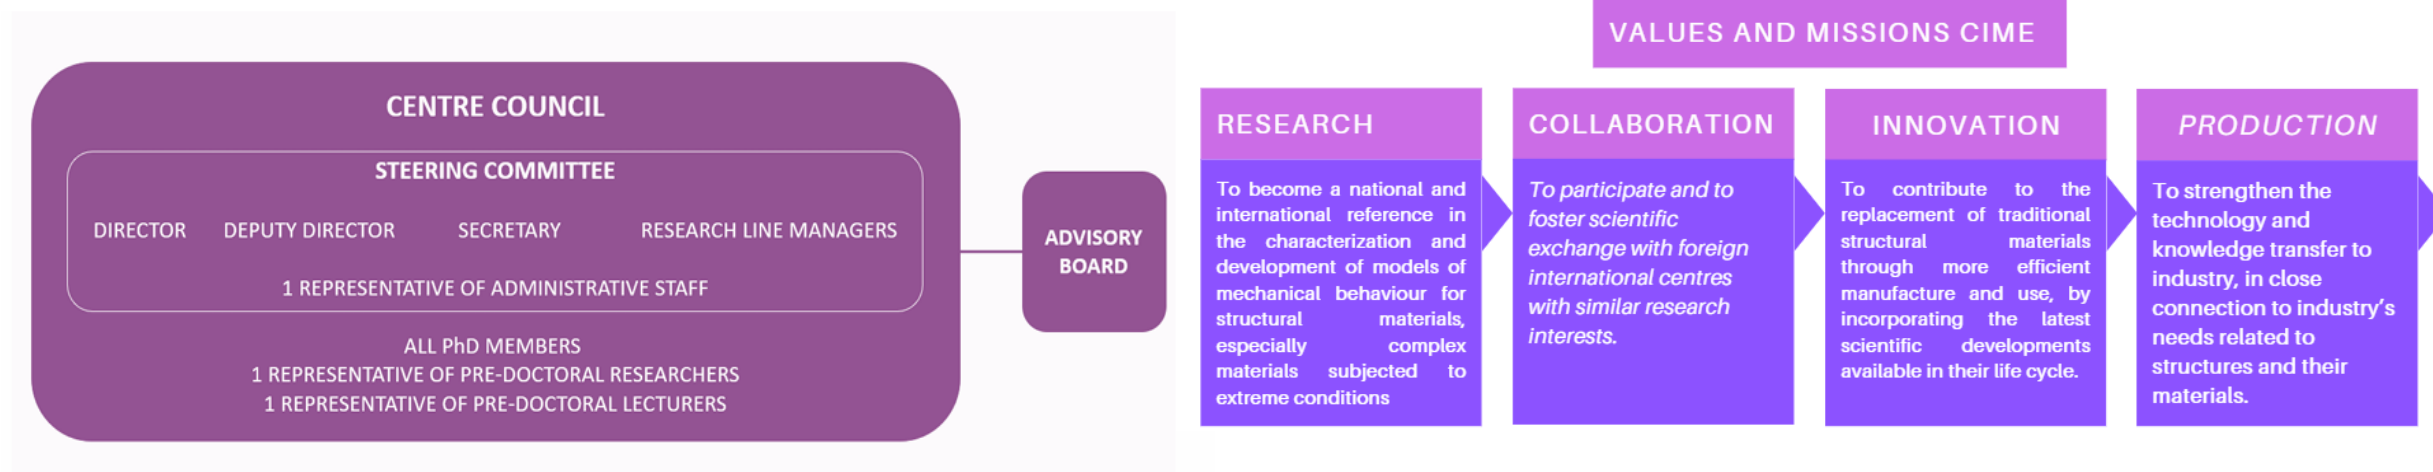 CENTRE COUNCIL
STEERING COMMITTEE
DIRECTOR DEPUTY DIRECTOR SECRETARY RESEARCH LINE MANAGERS
1 REPRESENTATIVE OF ADMINISTRATIVE STAFF
ALL PhD MEMBERS
1 REPRESENTATIVE OF PRE-DOCTORAL RESEARCHERS
1 REPRESENTATIVE OF PRE-DOCTORAL LECTURERS
ADVISORY
BOARD
VALUES AND MISSIONS CIME
RESEARCH
To become a national and
international reference in
the characterization and
development of models of
mechanical behaviour for
structural materials,
especially complex
materials subjected to
extreme conditions
COLLABORATION
To participate and to
foster scientific
exchange with foreign
international centres
with similar research
interests.
INNOVATION
To contribute to the
replacement of traditional
structural materials
through more efficient
manufacture and use, by
incorporating the latest
scientific developments
available in their life cycle.
PRODUCTION
To strengthen the
technology and
knowledge transfer to
industry, in close
connection to industry's
needs related to
structures and their
materials.